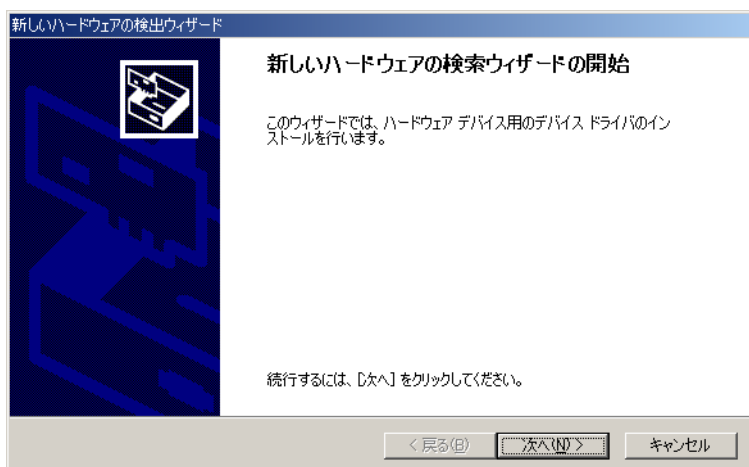 新しいハードウェアの検出ウィザード
新しいハードウェアの検索ウィザードの開始
このウィザードでは、ハードウェア デバイス用のデバイス ドライバのイン
ストールを行います。
続行するには、[次へ] をクリックしてください。
< 戻る(B)
次へ(N) >
キャンセル